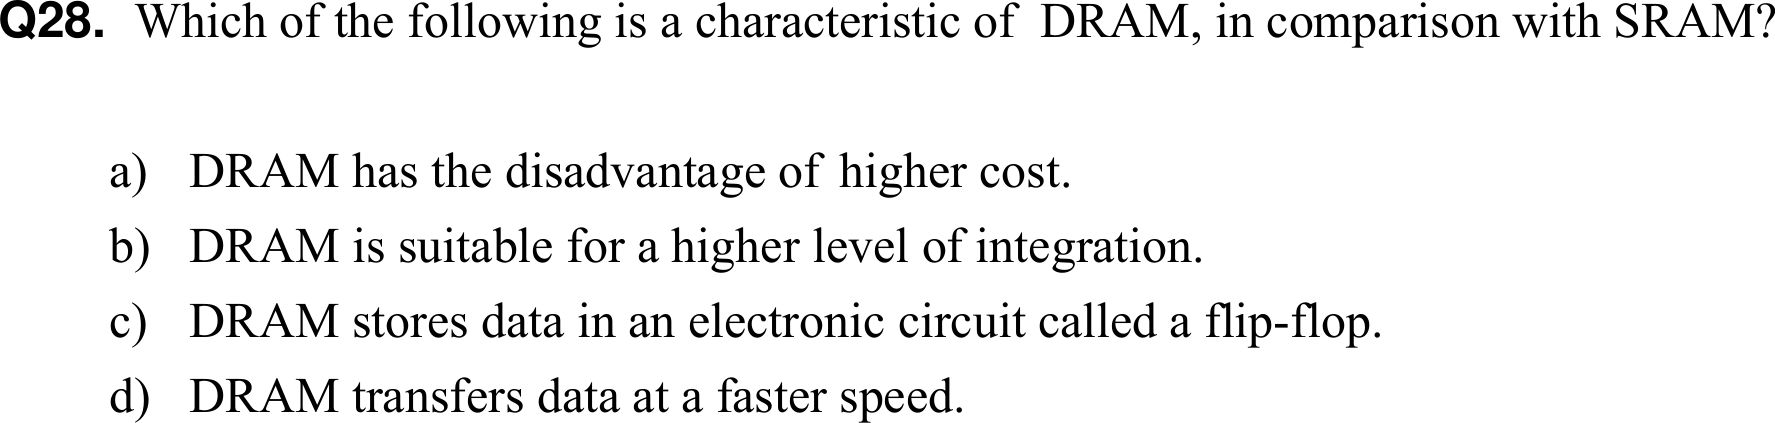 Q28. Which of the following is a characteristic of DRAM, in comparison with SRAM?
a) DRAM has the disadvantage of higher cost.
b) DRAM is suitable for a higher level of integration.
c) DRAM stores data in an electronic circuit called a flip-flop.
d) DRAM transfers data at a faster speed.